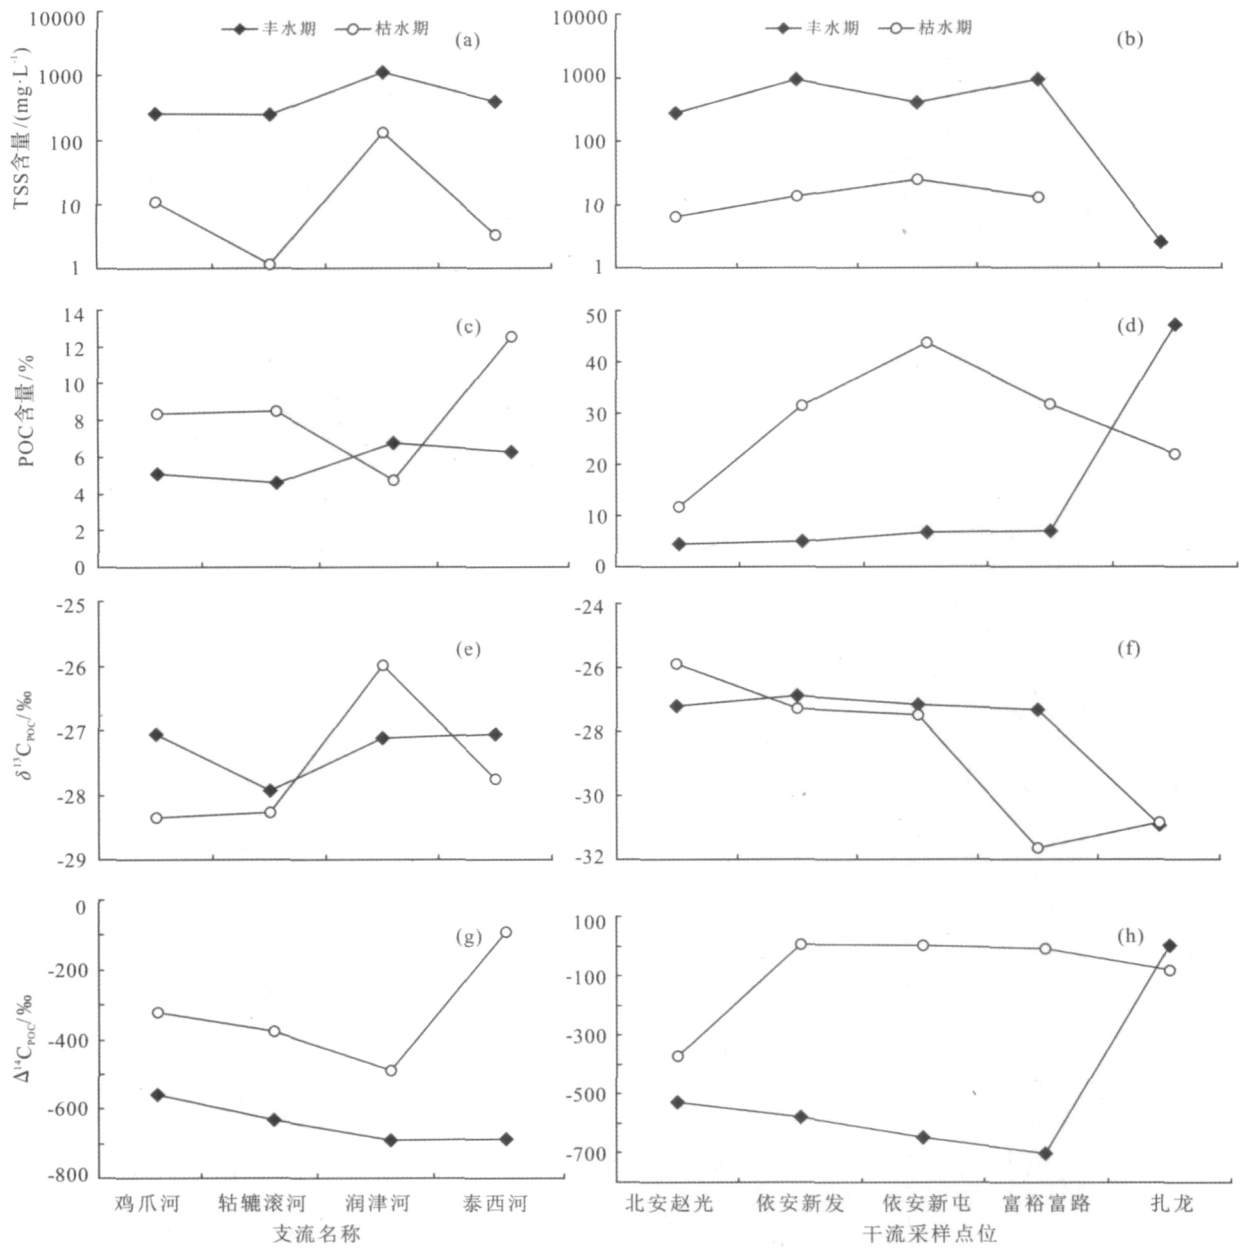 丰水期 枯水期 (a)
10000
1000
100
10
1
TSS含量/(mg·L⁻¹)
丰水期 枯水期 (b)
10000
1000
100
10
1
(c)
14
12
10
8
6
4
2
0
POC含量/%
(d)
50
40
30
20
10
0
(e)
-25
-26
-27
-28
-29
δ¹³C_POC/‰
(f)
-24
-26
-28
-30
-32
(g)
0
-200
-400
-600
-800
Δ¹⁴C_POC/‰
鸡爪河 轱辘滚河 润津河 泰西河
支流名称
(h)
100
-100
-300
-500
-700
北安赵光 依安新发 依安新屯 富裕富路 扎龙
干流采样点位